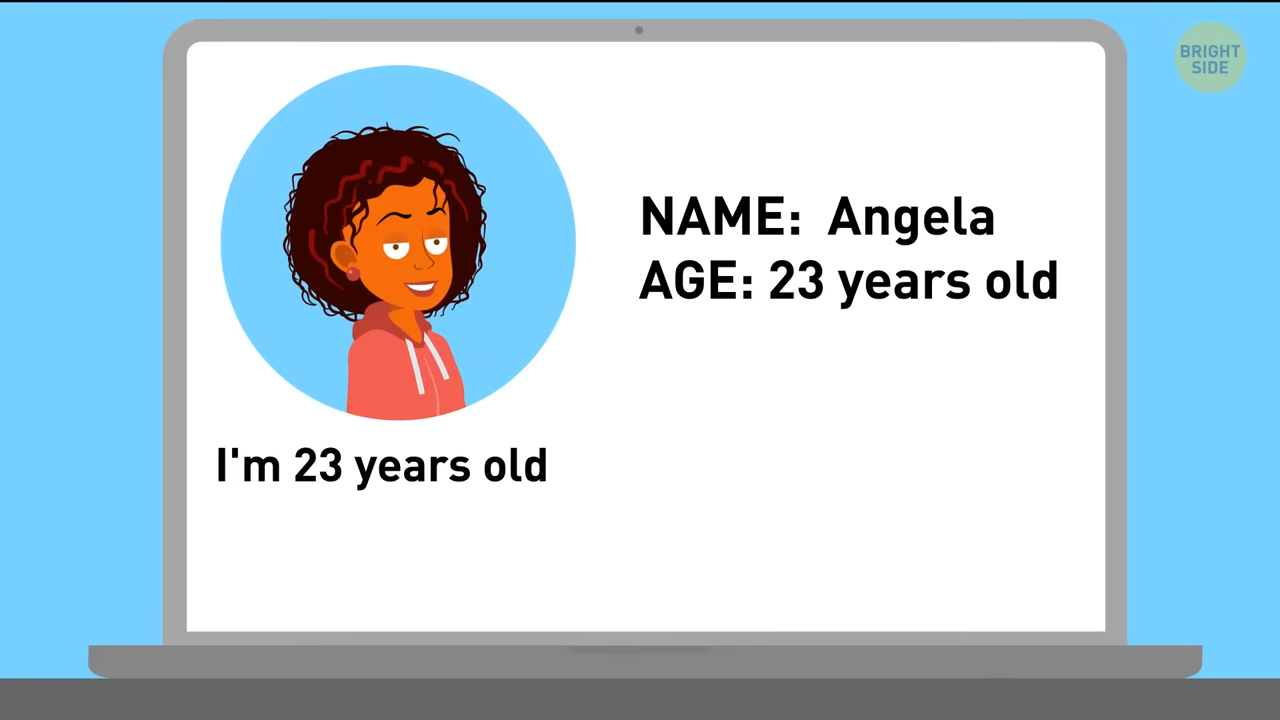 BRIGHT
SIDE
NAME: Angela
AGE: 23 years old
I'm 23 years old